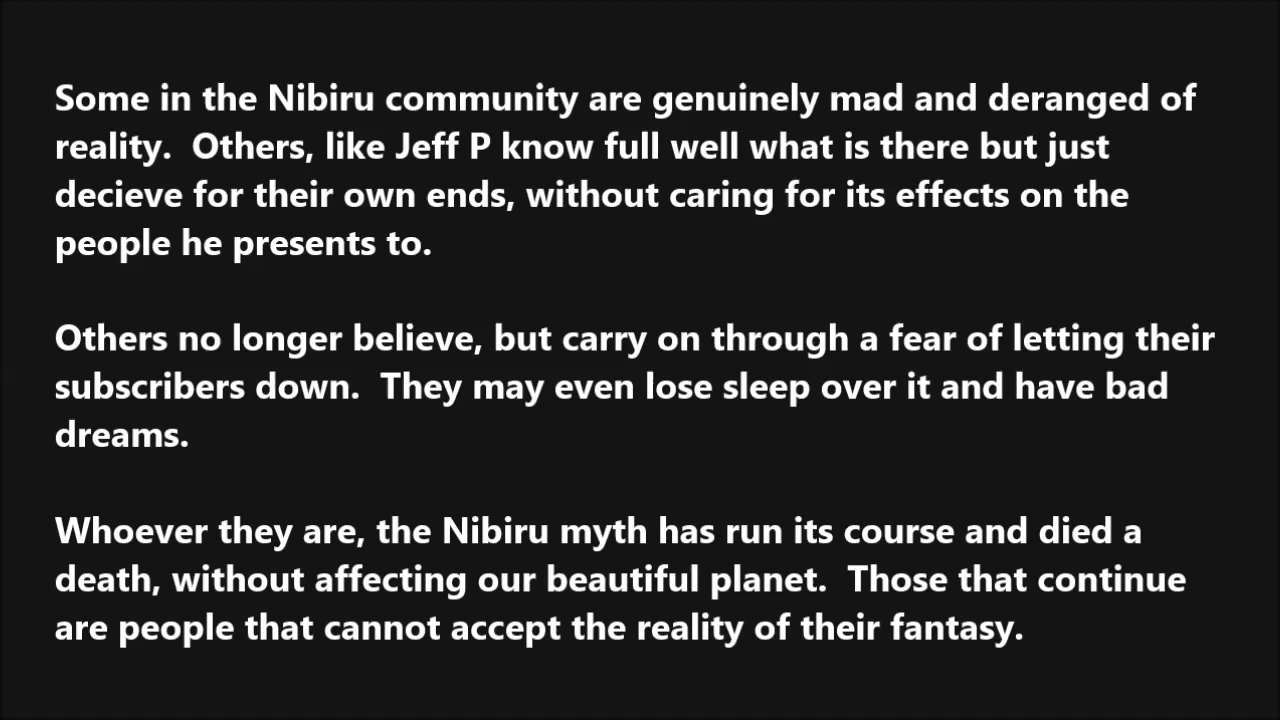 Some in the Nibiru community are genuinely mad and deranged of
reality.  Others, like Jeff P know full well what is there but just
decieve for their own ends, without caring for its effects on the
people he presents to.
Others no longer believe, but carry on through a fear of letting their
subscribers down.  They may even lose sleep over it and have bad
dreams.
Whoever they are, the Nibiru myth has run its course and died a
death, without affecting our beautiful planet.  Those that continue
are people that cannot accept the reality of their fantasy.